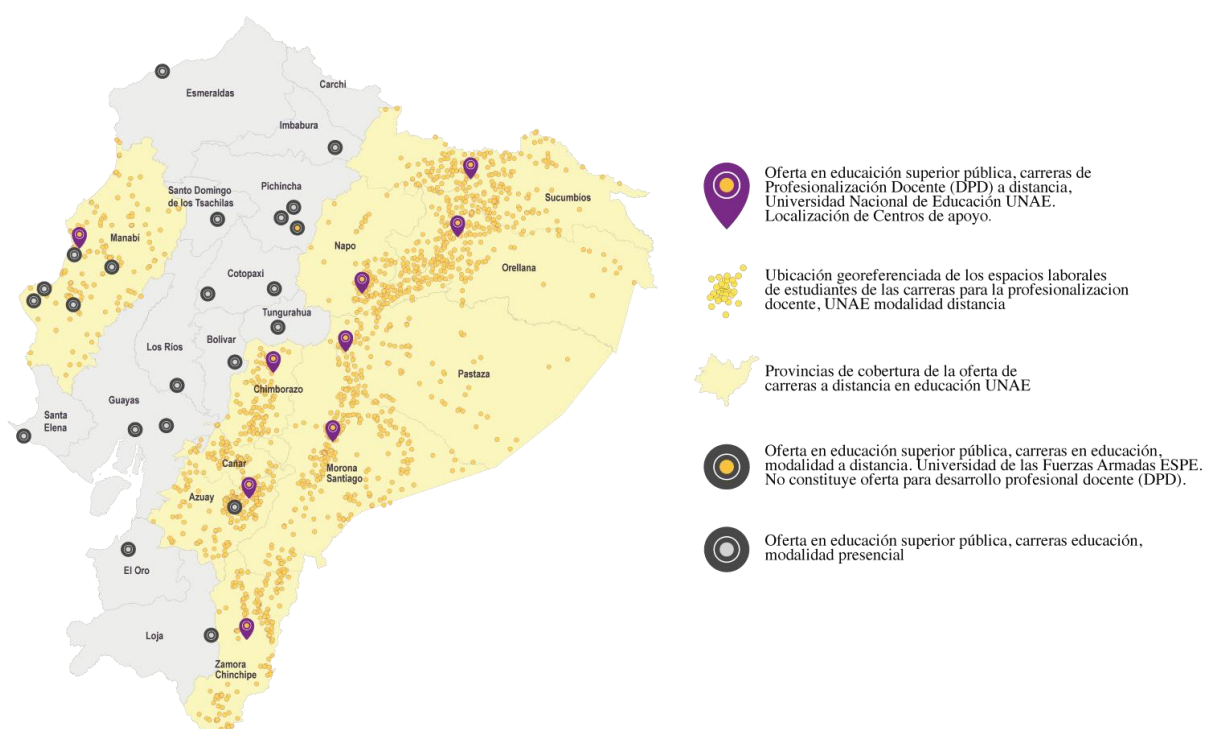 Esmeraldas
Carchi
Imbabura
Pichincha
Santo Domingo
de los Tsachilas
Sucumbios
Manabi
Napo
Orellana
Cotopaxi
Tungurahua
Bolivar
Los Ríos
Pastaza
Chimborazo
Guayas
Santa
Elena
Cañar
Morona
Santiago
Azuay
El Oro
Loja
Zamora
Chinchipe
Oferta en educaición superior pública, carreras de
Profesionalización Docente (DPD) a distancia,
Universidad Nacional de Educación UNAE.
Localización de Centros de apoyo.
Ubicación georeferenciada de los espacios laborales
de estudiantes de las carreras para la profesionalizacion
docente, UNAE modalidad distancia
Provincias de cobertura de la oferta de
carreras a distancia en educación UNAE
Oferta en educación superior pública, carreras en educación,
modalidad a distancia. Universidad de las Fuerzas Armadas ESPE.
No constituye oferta para desarrollo profesional docente (DPD).
Oferta en educación superior pública, carreras educación,
modalidad presencial